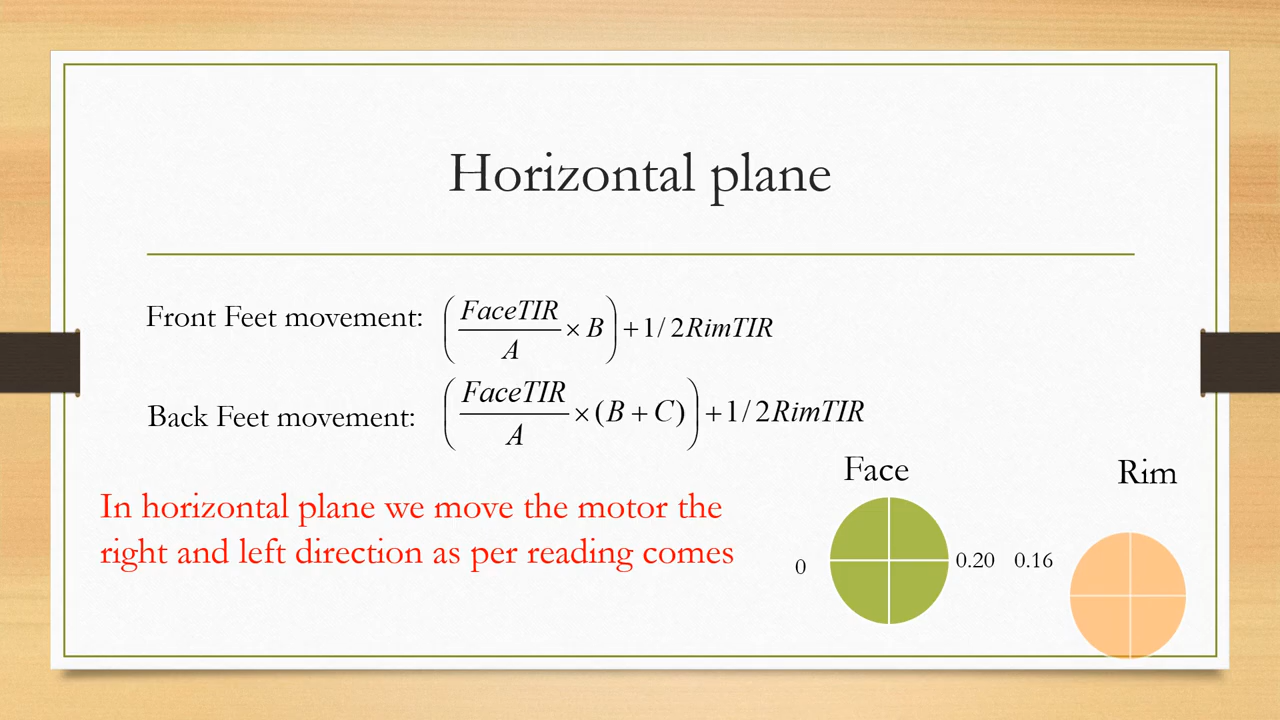 Horizontal plane
Front Feet movement: (FaceTIR/A × B) + 1/2RimTIR
Back Feet movement: (FaceTIR/A × (B + C)) + 1/2RimTIR
In horizontal plane we move the motor the
right and left direction as per reading comes
Face
0
0.20
Rim
0.16